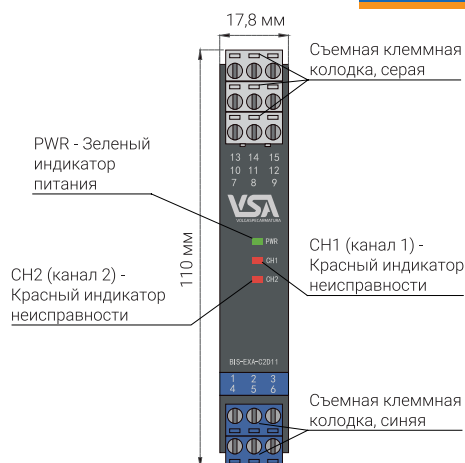 17,8 мм
Съемная клеммная
колодка, серая
PWR - Зеленый
индикатор
питания
110 мм
13 14 15
10 11 12
7 8 9
VSA
PWR
CH1
CH2
CH1 (канал 1) -
Красный индикатор
неисправности
CH2 (канал 2) -
Красный индикатор
неисправности
BIS-EXA-C2D11
1 2 3
4 5 6
Съемная клеммная
колодка, синяя